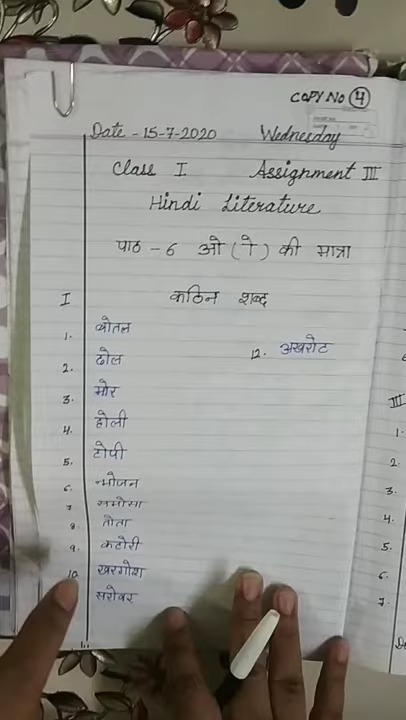 COPY NO 4
Date - 15-7-2020 Wednesday
Class I Assignment III
Hindi Literature
पाठ - 6 ओ ( ो ) की मात्रा
I कठिन शब्द
1. बोतल
2. ढोल
3. मोर
4. होली
5. टोपी
6. भोजन
7 समोसा
8. तोता
9. कटोरी
10. खरगोश
सरोवर
12. अखरोट
III
1.
2.
3.
4.
5.
6.
7.